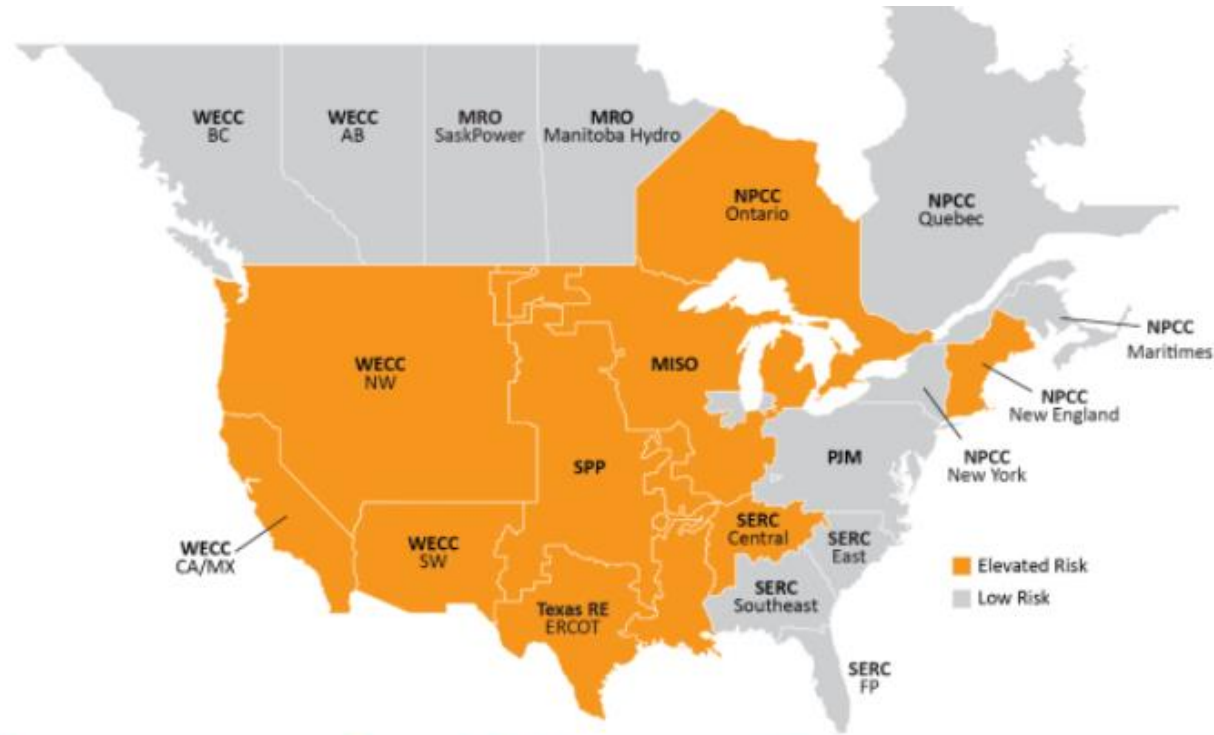 WECC
BC
WECC
AB
MRO
SaskPower
MRO
Manitoba Hydro
NPCC
Ontario
NPCC
Quebec
NPCC
Maritimes
WECC
NW
MISO
NPCC
New England
SPP
PJM
NPCC
New York
WECC
CA/MX
WECC
SW
SERC
Central
SERC
East
Elevated Risk
Low Risk
SERC
Southeast
Texas RE
ERCOT
SERC
FP